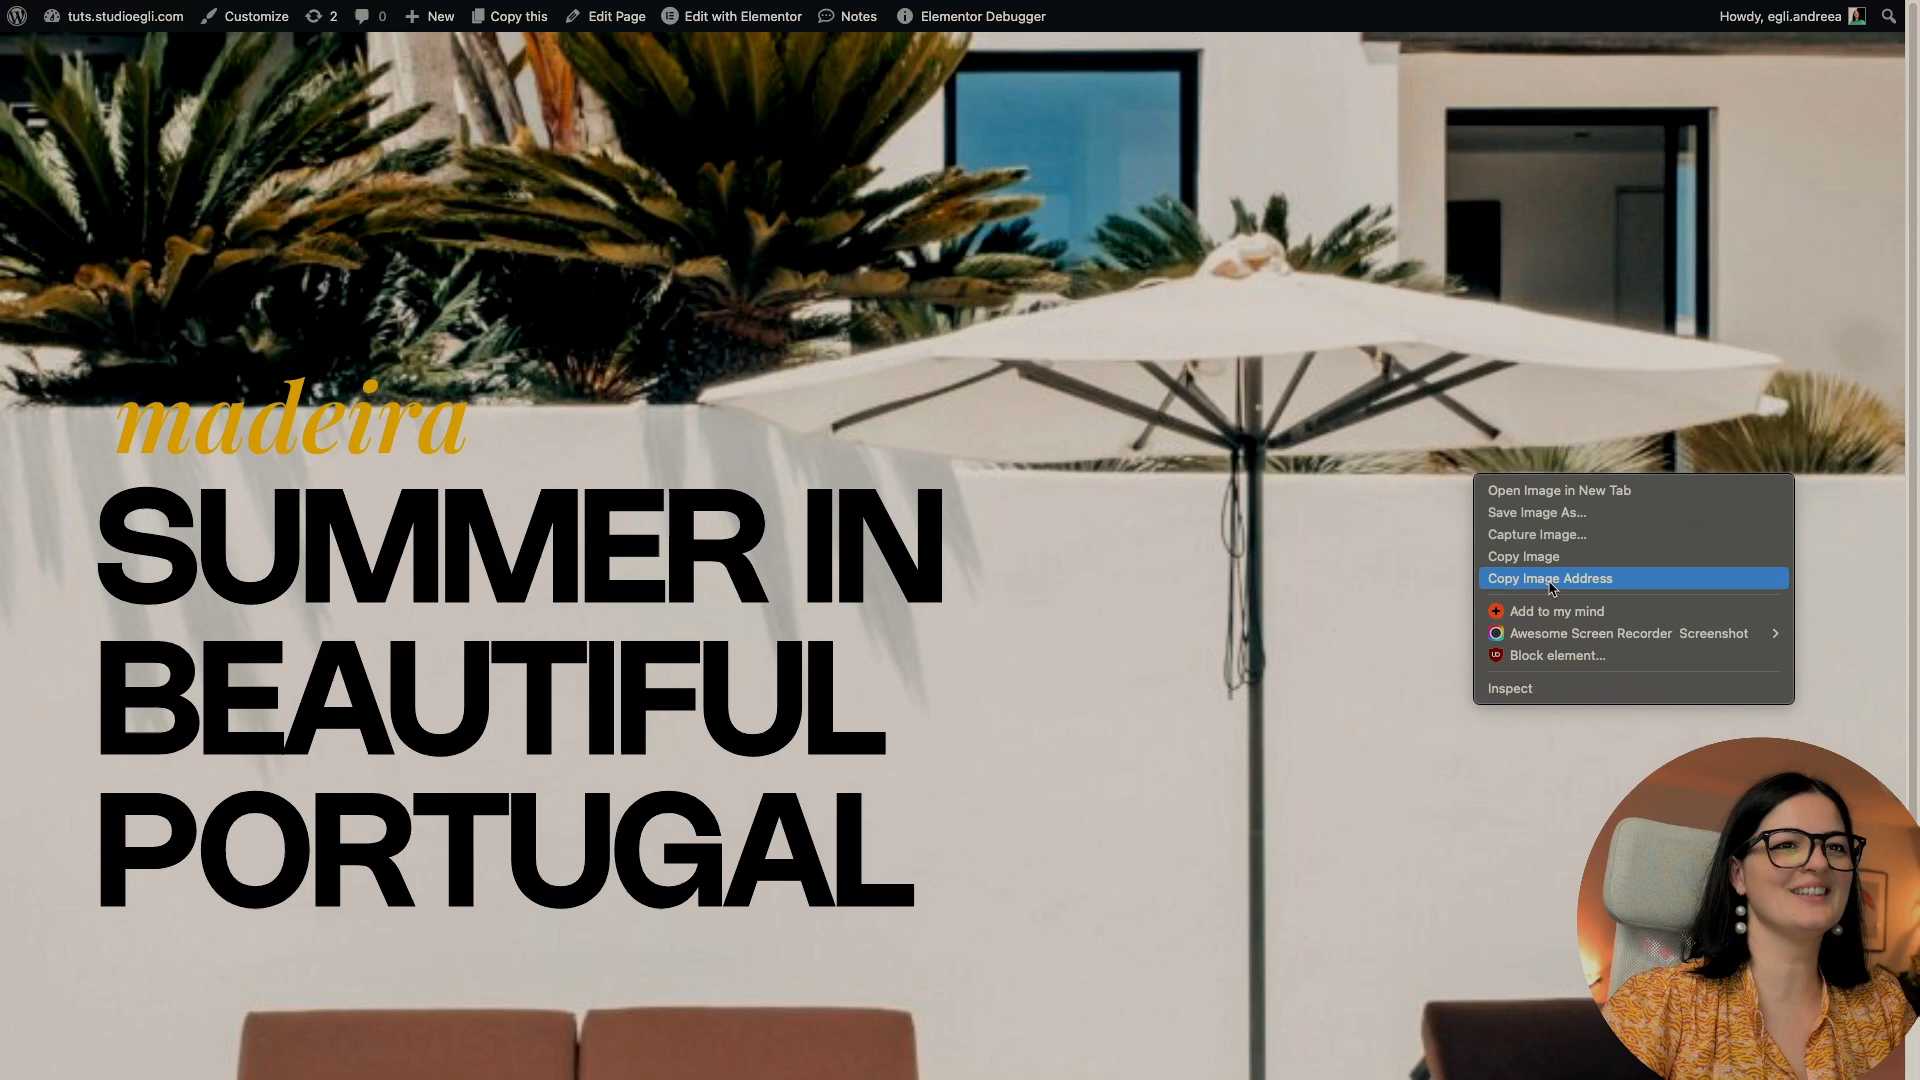 tuts.studioegli.com Customize 2 0 New Copy this Edit Page Edit with Elementor Notes Elementor Debugger Howdy, egli.andreea
madeira
SUMMER IN
BEAUTIFUL
PORTUGAL
Open Image in New Tab
Save Image As...
Capture Image...
Copy Image
Copy Image Address
Add to my mind
Awesome Screen Recorder Screenshot
Block element...
Inspect